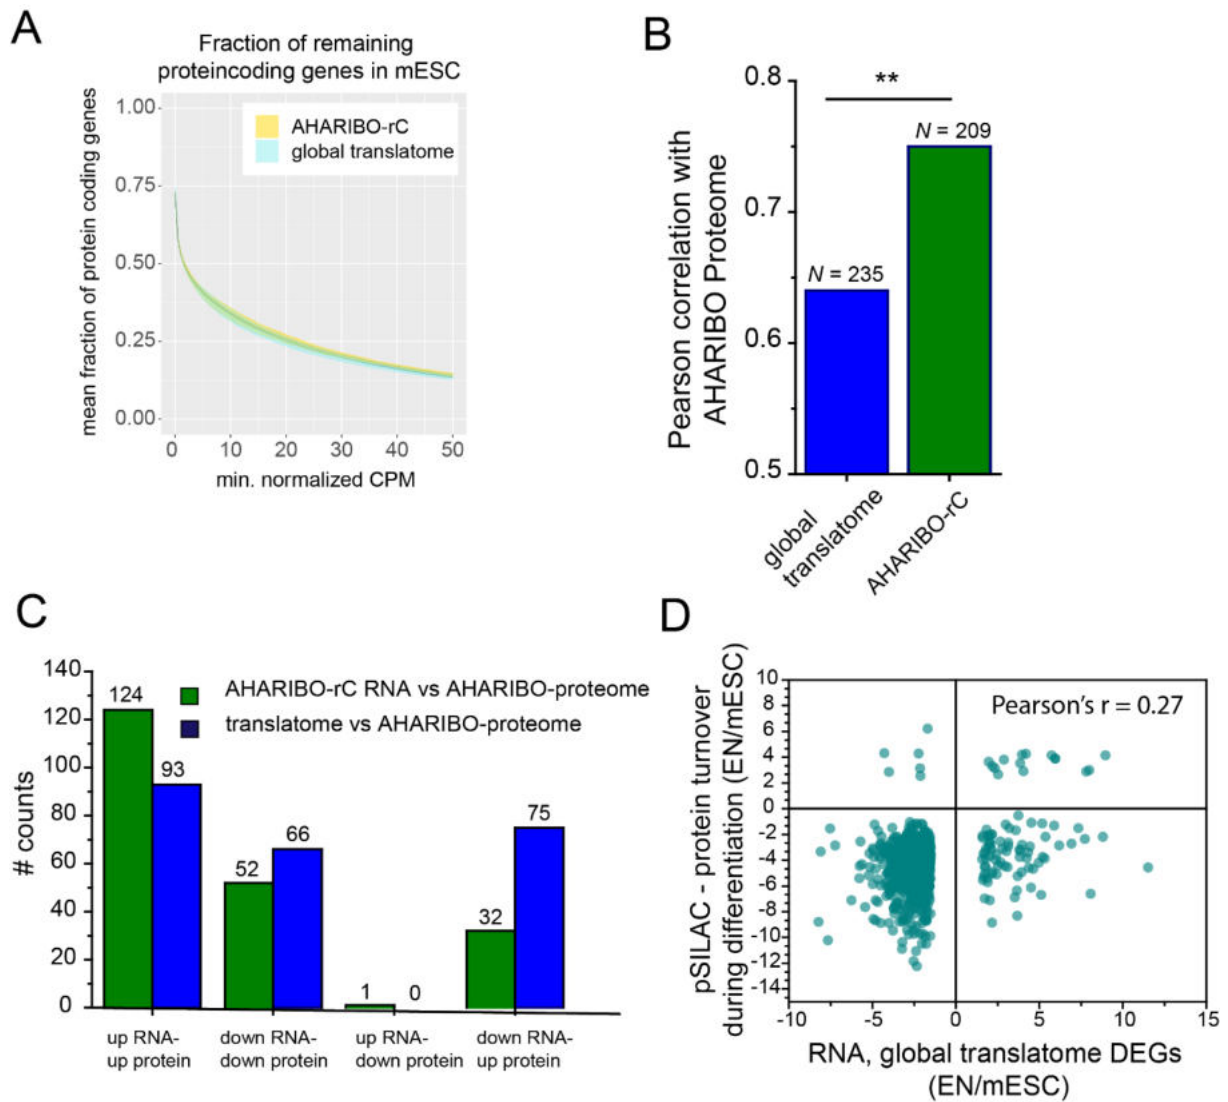 A
Fraction of remaining
proteincoding genes in mESC
mean fraction of protein coding genes
1.00
0.75
0.50
0.25
0.00
AHARIBO-rC
global translatome
0 10 20 30 40 50
min. normalized CPM
B
Pearson correlation with
AHARIBO Proteome
0.8
0.7
0.6
0.5
**
N = 209
N = 235
global
translatome
AHARIBO-rC
C
# counts
140
120
100
80
60
40
20
0
AHARIBO-rC RNA vs AHARIBO-proteome
translatome vs AHARIBO-proteome
124
93
52
66
1
0
32
75
up RNA-
up protein
down RNA-
down protein
up RNA-
down protein
down RNA-
up protein
D
pSILAC - protein turnover
during differentiation (EN/mESC)
10
8
6
4
2
0
-2
-4
-6
-8
-10
-12
-14
Pearson's r = 0.27
-10 -5 0 5 10 15
RNA, global translatome DEGs
(EN/mESC)